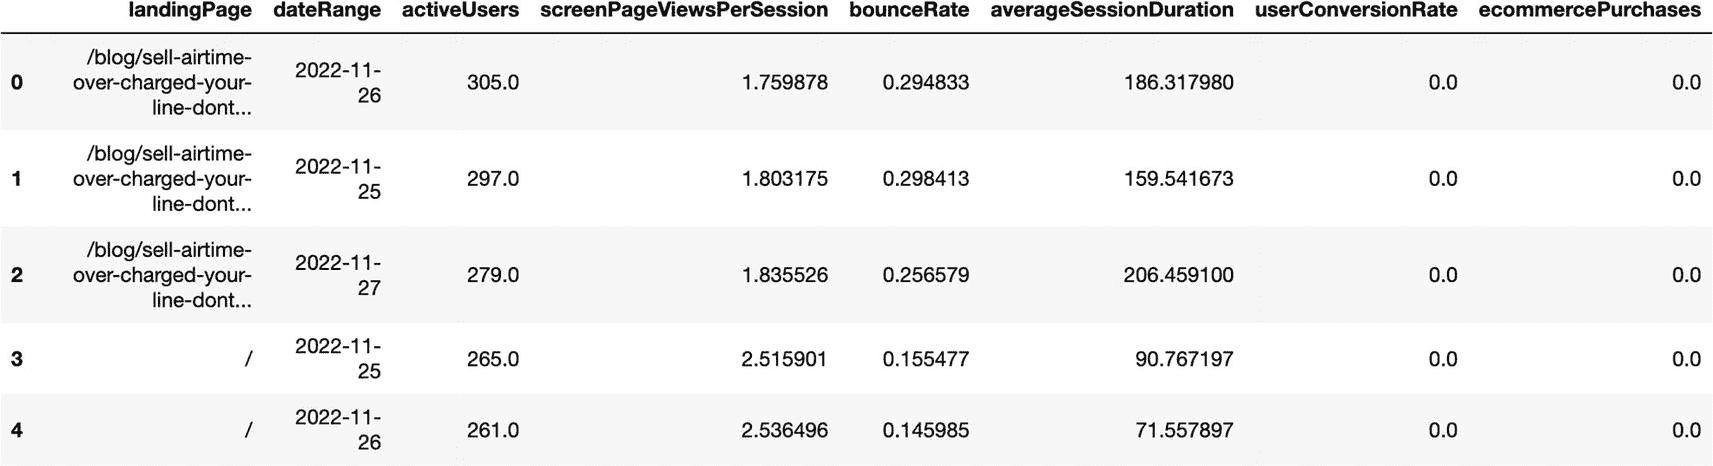 landingPage dateRange activeUsers screenPageViewsPerSession bounceRate averageSessionDuration userConversionRate ecommercePurchases
0 /blog/sell-airtime-over-charged-your-line-dont... 2022-11-26 305.0 1.759878 0.294833 186.317980 0.0 0.0
1 /blog/sell-airtime-over-charged-your-line-dont... 2022-11-25 297.0 1.803175 0.298413 159.541673 0.0 0.0
2 /blog/sell-airtime-over-charged-your-line-dont... 2022-11-27 279.0 1.835526 0.256579 206.459100 0.0 0.0
3 / 2022-11-25 265.0 2.515901 0.155477 90.767197 0.0 0.0
4 / 2022-11-26 261.0 2.536496 0.145985 71.557897 0.0 0.0